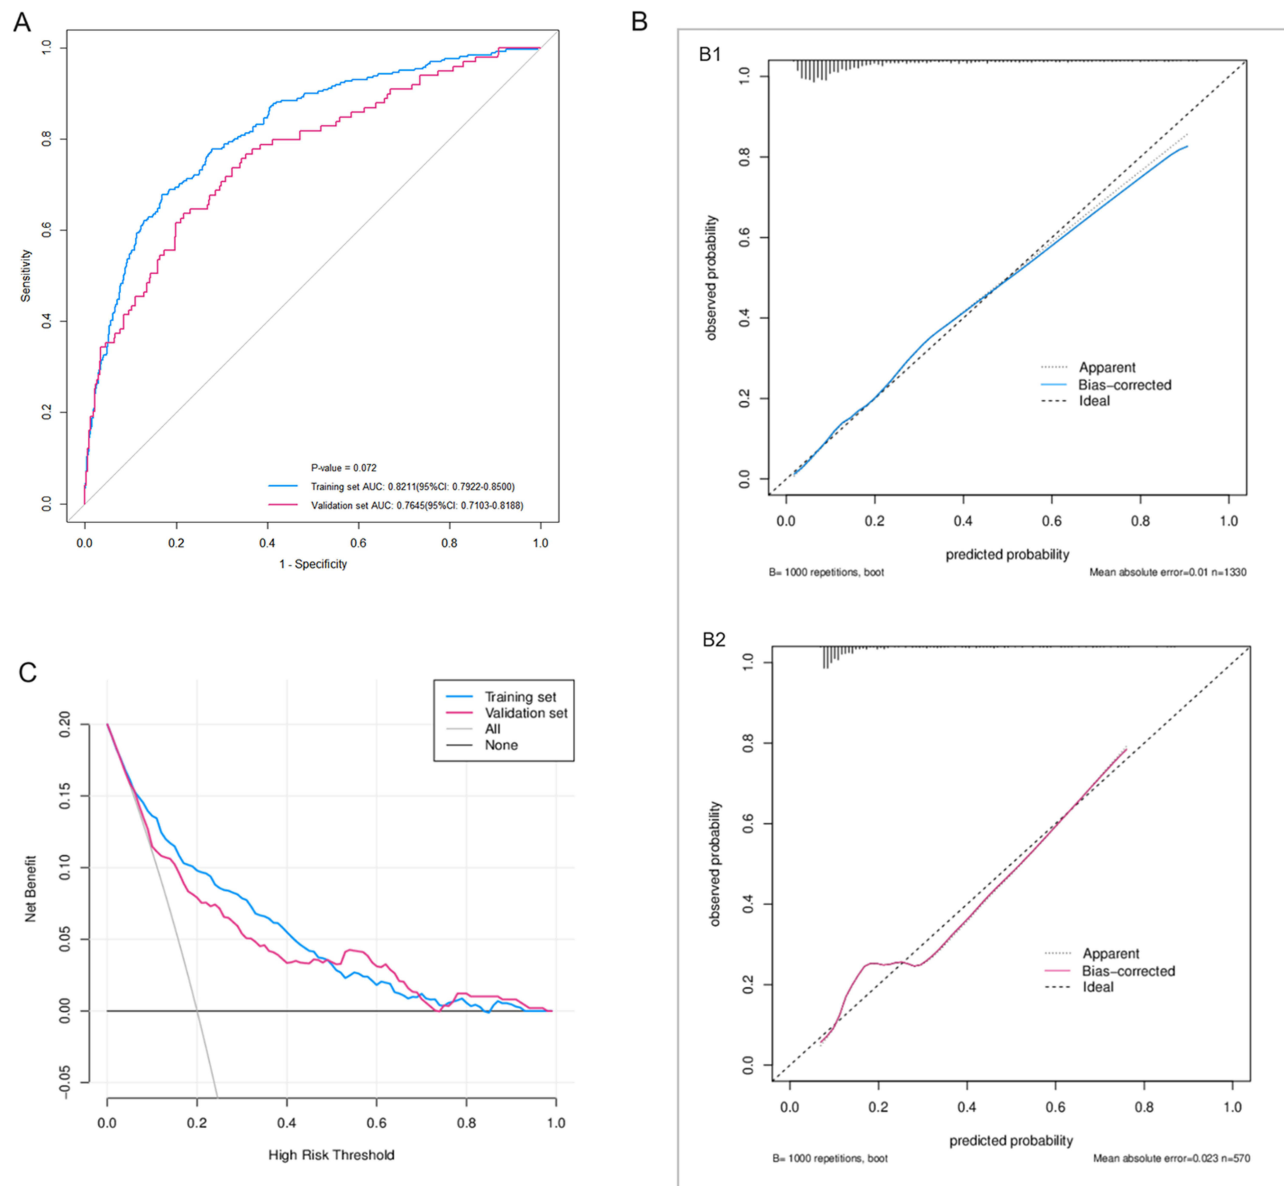 A
1.0
0.8
0.6
0.4
0.2
0.0
Sensitivity
P-value = 0.072
Training set AUC: 0.8211(95%CI: 0.7922-0.8500)
Validation set AUC: 0.7645(95%CI: 0.7103-0.8188)
0.0 0.2 0.4 0.6 0.8 1.0
1 - Specificity
B
B1
1.0
0.8
0.6
0.4
0.2
0.0
observed probability
Apparent
Bias-corrected
Ideal
0.0 0.2 0.4 0.6 0.8 1.0
predicted probability
B= 1000 repetitions, boot
Mean absolute error=0.01 n=1330
B2
1.0
0.8
0.6
0.4
0.2
0.0
observed probability
Apparent
Bias-corrected
Ideal
0.0 0.2 0.4 0.6 0.8 1.0
predicted probability
B= 1000 repetitions, boot
Mean absolute error=0.023 n=570
C
Training set
Validation set
All
None
0.20
0.15
0.10
0.05
0.00
-0.05
Net Benefit
0.0 0.2 0.4 0.6 0.8 1.0
High Risk Threshold